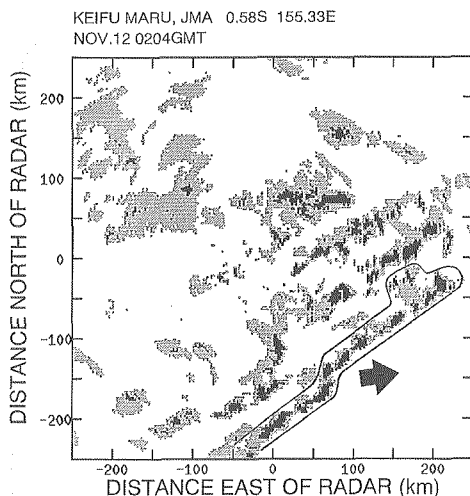 KEIFU MARU, JMA 0.58S 155.33E
NOV.12 0204GMT
DISTANCE NORTH OF RADAR (km)
200
100
0
-100
-200
-200 -100 0 100 200
DISTANCE EAST OF RADAR (km)